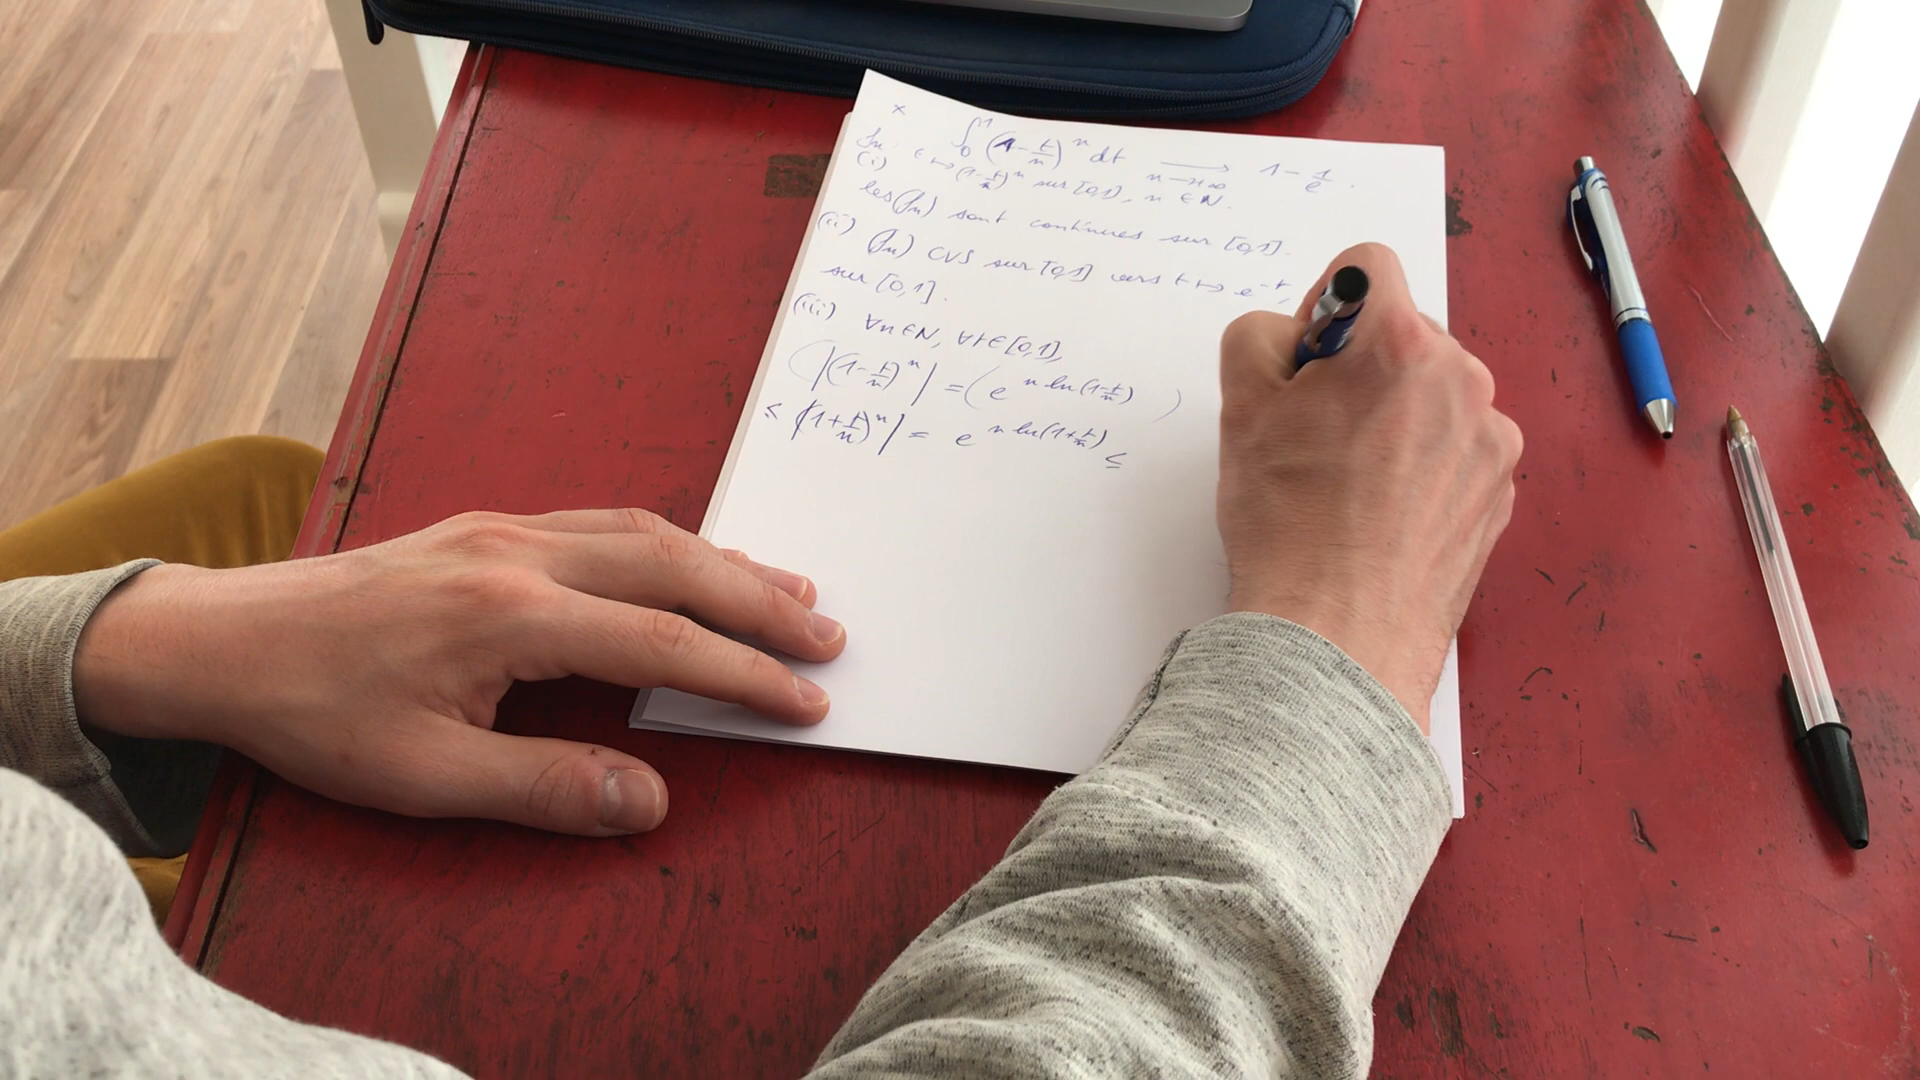 ×
∫₀¹ (1 - t/n)ⁿ dt ⟶ n→+∞ 1 - 1/e.
fn: t ↦ (1 - t/n)ⁿ sur [0,1], n ∈ N.
(i) les (fn) sont continues sur [0,1].
(ii) (fn) CVS sur [0,1] vers t ↦ e^-t,
sur [0,1].
(iii) ∀n∈N, ∀t∈[0,1],
|(1 - t/n)ⁿ| = (e^{n ln(1 - t/n)})
≤ |(1 + t/n)ⁿ| = e^{n ln(1 + t/n)} ≤